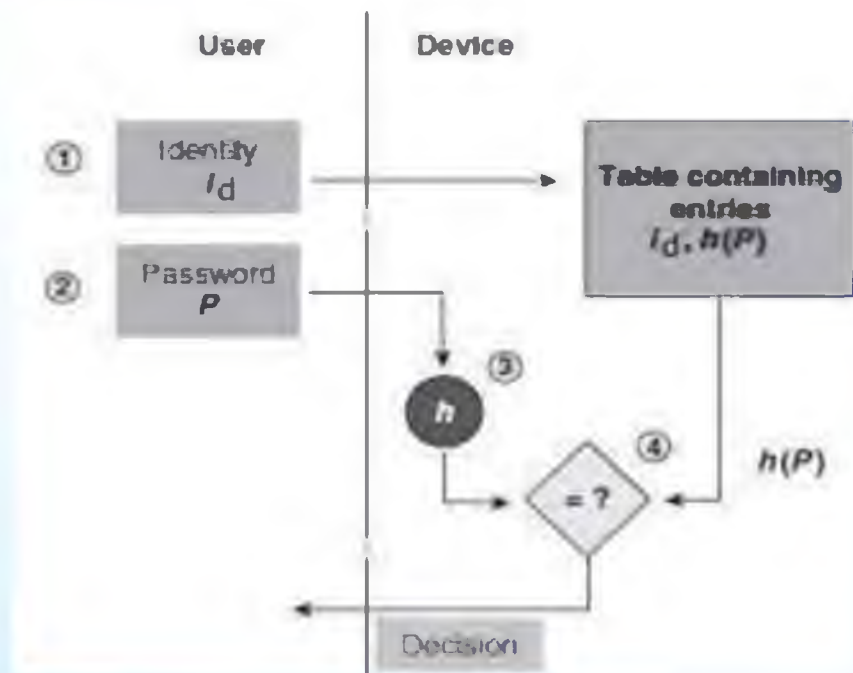 User
Device
①
Identity
Id
Table containing
entries
Id, h(P)
②
Password
P
③
h
④
= ?
h(P)
Decision